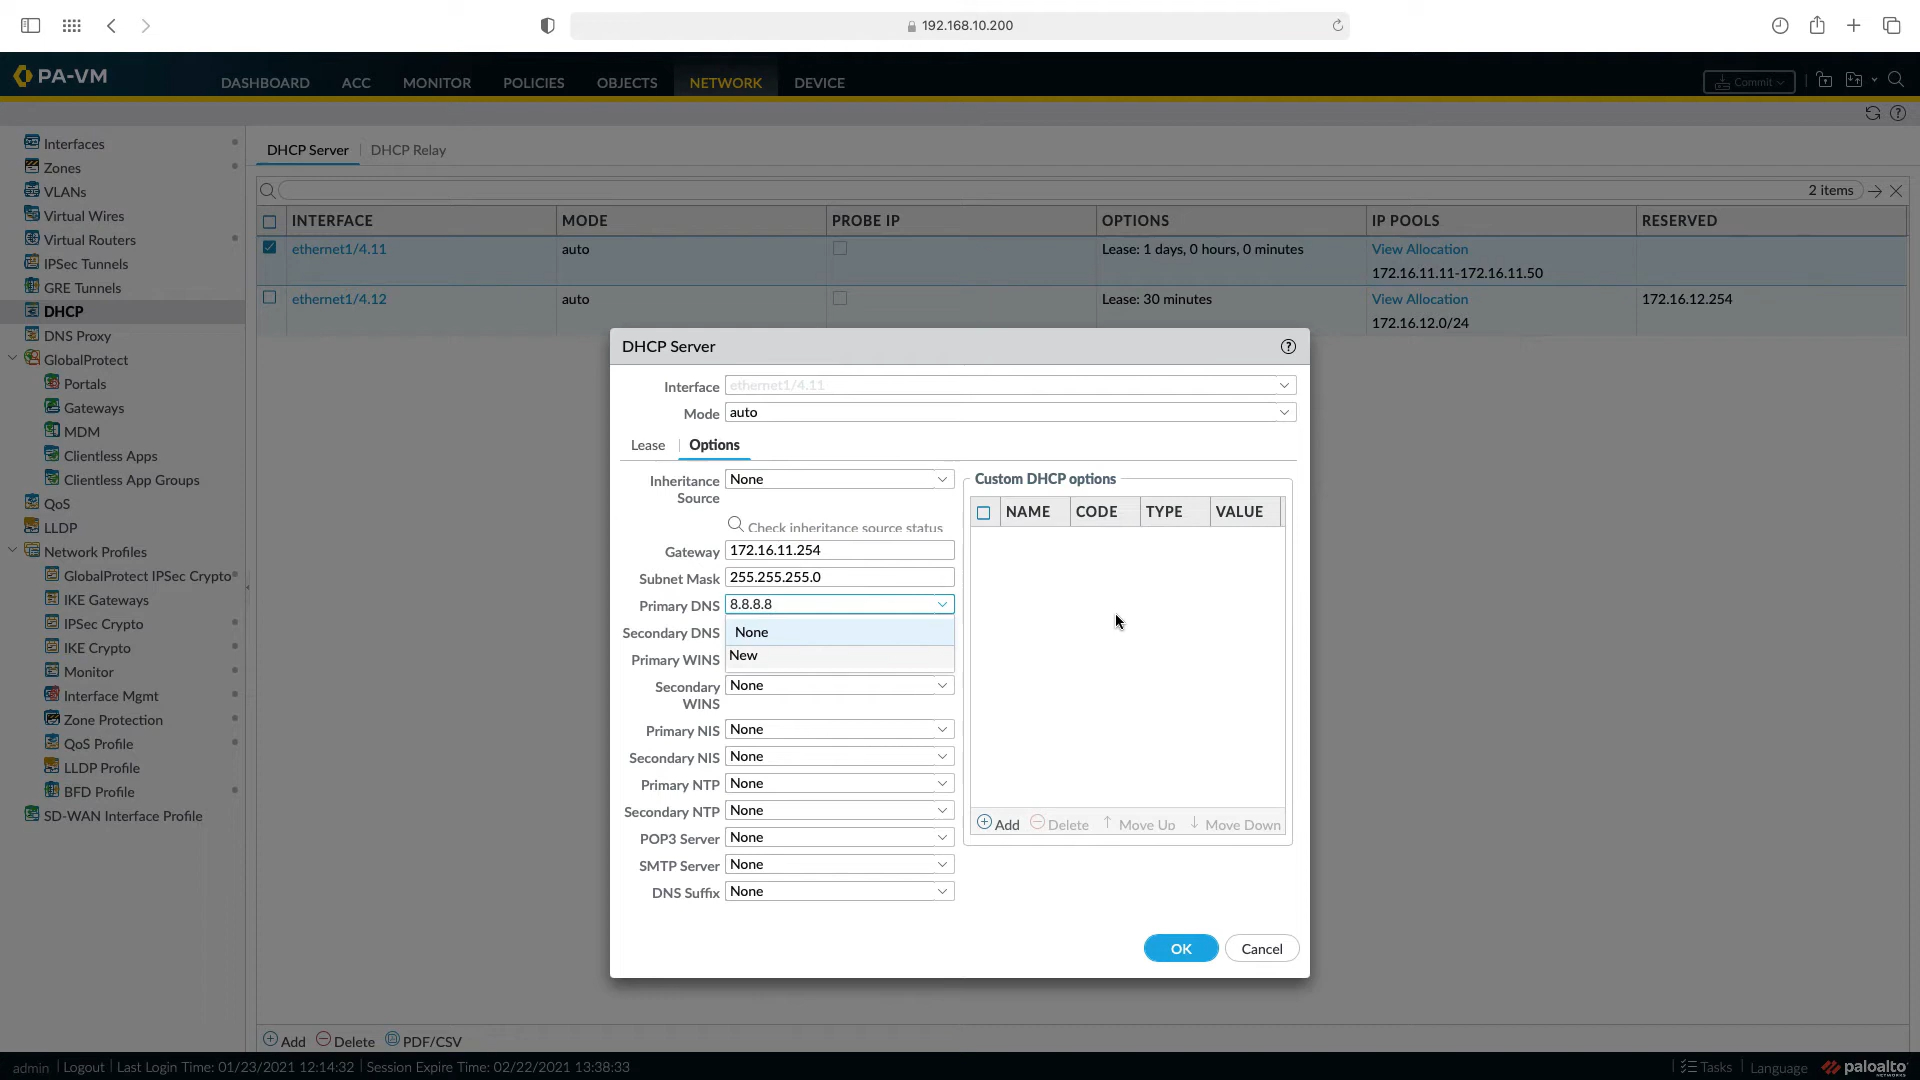 192.168.10.200
PA-VM
DASHBOARD ACC MONITOR POLICIES OBJECTS NETWORK DEVICE
Commit
Interfaces
Zones
VLANs
Virtual Wires
Virtual Routers
IPSec Tunnels
GRE Tunnels
DHCP
DNS Proxy
GlobalProtect
Portals
Gateways
MDM
Clientless Apps
Clientless App Groups
QoS
LLDP
Network Profiles
GlobalProtect IPSec Crypto
IKE Gateways
IPSec Crypto
IKE Crypto
Monitor
Interface Mgmt
Zone Protection
QoS Profile
LLDP Profile
BFD Profile
SD-WAN Interface Profile
DHCP Server DHCP Relay
2 items
INTERFACE MODE PROBE IP OPTIONS IP POOLS RESERVED
ethernet1/4.11 auto Lease: 1 days, 0 hours, 0 minutes View Allocation
172.16.11.11-172.16.11.50
ethernet1/4.12 auto Lease: 30 minutes View Allocation 172.16.12.254
172.16.12.0/24
DHCP Server
Interface ethernet1/4.11
Mode auto
Lease Options
Inheritance Source None
Check inheritance source status
Gateway 172.16.11.254
Subnet Mask 255.255.255.0
Primary DNS 8.8.8.8
Secondary DNS None
Primary WINS New
Secondary WINS None
Primary NIS None
Secondary NIS None
Primary NTP None
Secondary NTP None
POP3 Server None
SMTP Server None
DNS Suffix None
Custom DHCP options
NAME CODE TYPE VALUE
Add Delete Move Up Move Down
OK Cancel
Add Delete PDF/CSV
admin Logout Last Login Time: 01/23/2021 12:14:32 Session Expire Time: 02/22/2021 13:38:33
Tasks Language paloalto
NETWORKS